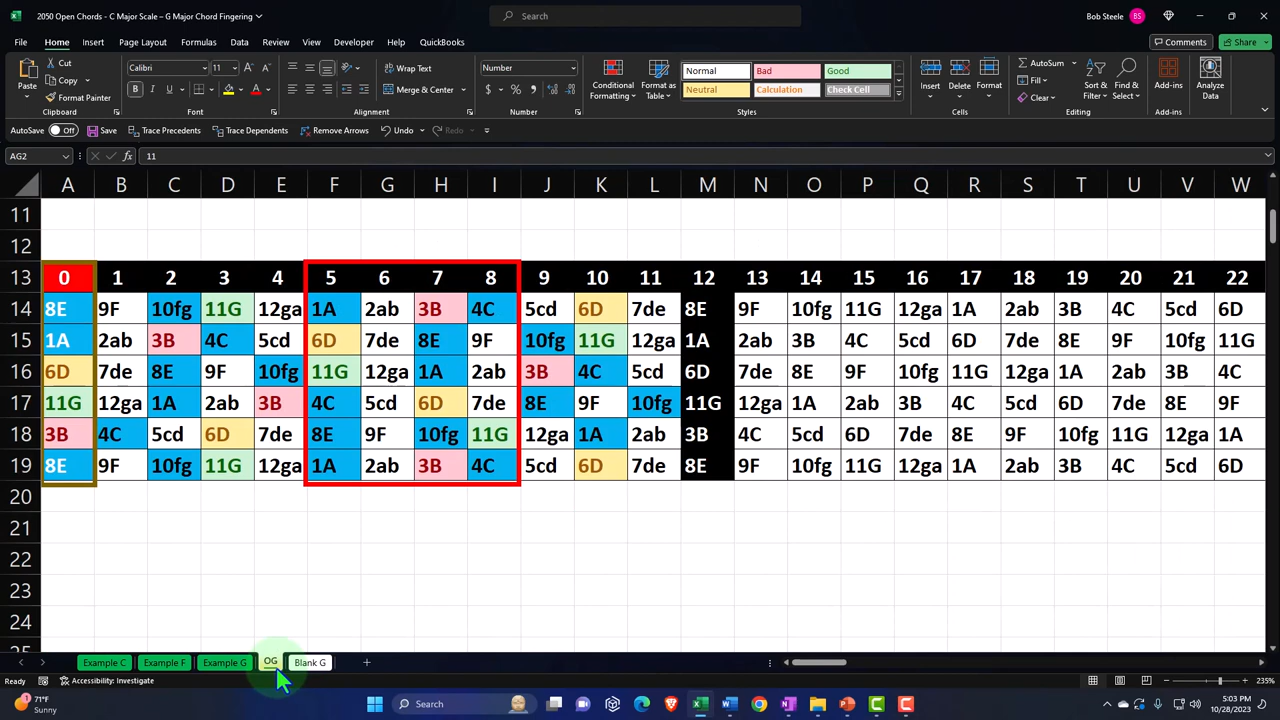 2050 Open Chords - C Major Scale – G Major Chord Fingering
Search
Bob Steele BS
File Home Insert Page Layout Formulas Data Review View Developer Help QuickBooks Comments Share
Cut
Copy
Format Painter
Paste
Calibri 11
Wrap Text
Merge & Center
Number
$ % 9
Conditional Formatting
Format as Table
Normal Bad Good
Neutral Calculation Check Cell
Insert Delete Format
AutoSum
Fill
Clear
Sort & Filter
Find & Select
Add-ins
Analyze Data
Clipboard Font Alignment Number Styles Cells Editing Add-ins
AutoSave Off Save Trace Precedents Trace Dependents Remove Arrows Undo Redo
AG2 fx 11
A B C D E F G H I J K L M N O P Q R S T U V W
11
12
13 0 1 2 3 4 5 6 7 8 9 10 11 12 13 14 15 16 17 18 19 20 21 22
14 8E 9F 10fg 11G 12ga 1A 2ab 3B 4C 5cd 6D 7de 8E 9F 10fg 11G 12ga 1A 2ab 3B 4C 5cd 6D
15 1A 2ab 3B 4C 5cd 6D 7de 8E 9F 10fg 11G 12ga 1A 2ab 3B 4C 5cd 6D 7de 8E 9F 10fg 11G
16 6D 7de 8E 9F 10fg 11G 12ga 1A 2ab 3B 4C 5cd 6D 7de 8E 9F 10fg 11G 12ga 1A 2ab 3B 4C
17 11G 12ga 1A 2ab 3B 4C 5cd 6D 7de 8E 9F 10fg 11G 12ga 1A 2ab 3B 4C 5cd 6D 7de 8E 9F
18 3B 4C 5cd 6D 7de 8E 9F 10fg 11G 12ga 1A 2ab 3B 4C 5cd 6D 7de 8E 9F 10fg 11G 12ga 1A
19 8E 9F 10fg 11G 12ga 1A 2ab 3B 4C 5cd 6D 7de 8E 9F 10fg 11G 12ga 1A 2ab 3B 4C 5cd 6D
20
21
22
23
24
Example C Example F Example G OG Blank G
Ready Accessibility: Investigate 235%
71°F
Sunny
Search
5:03 PM
10/28/2023